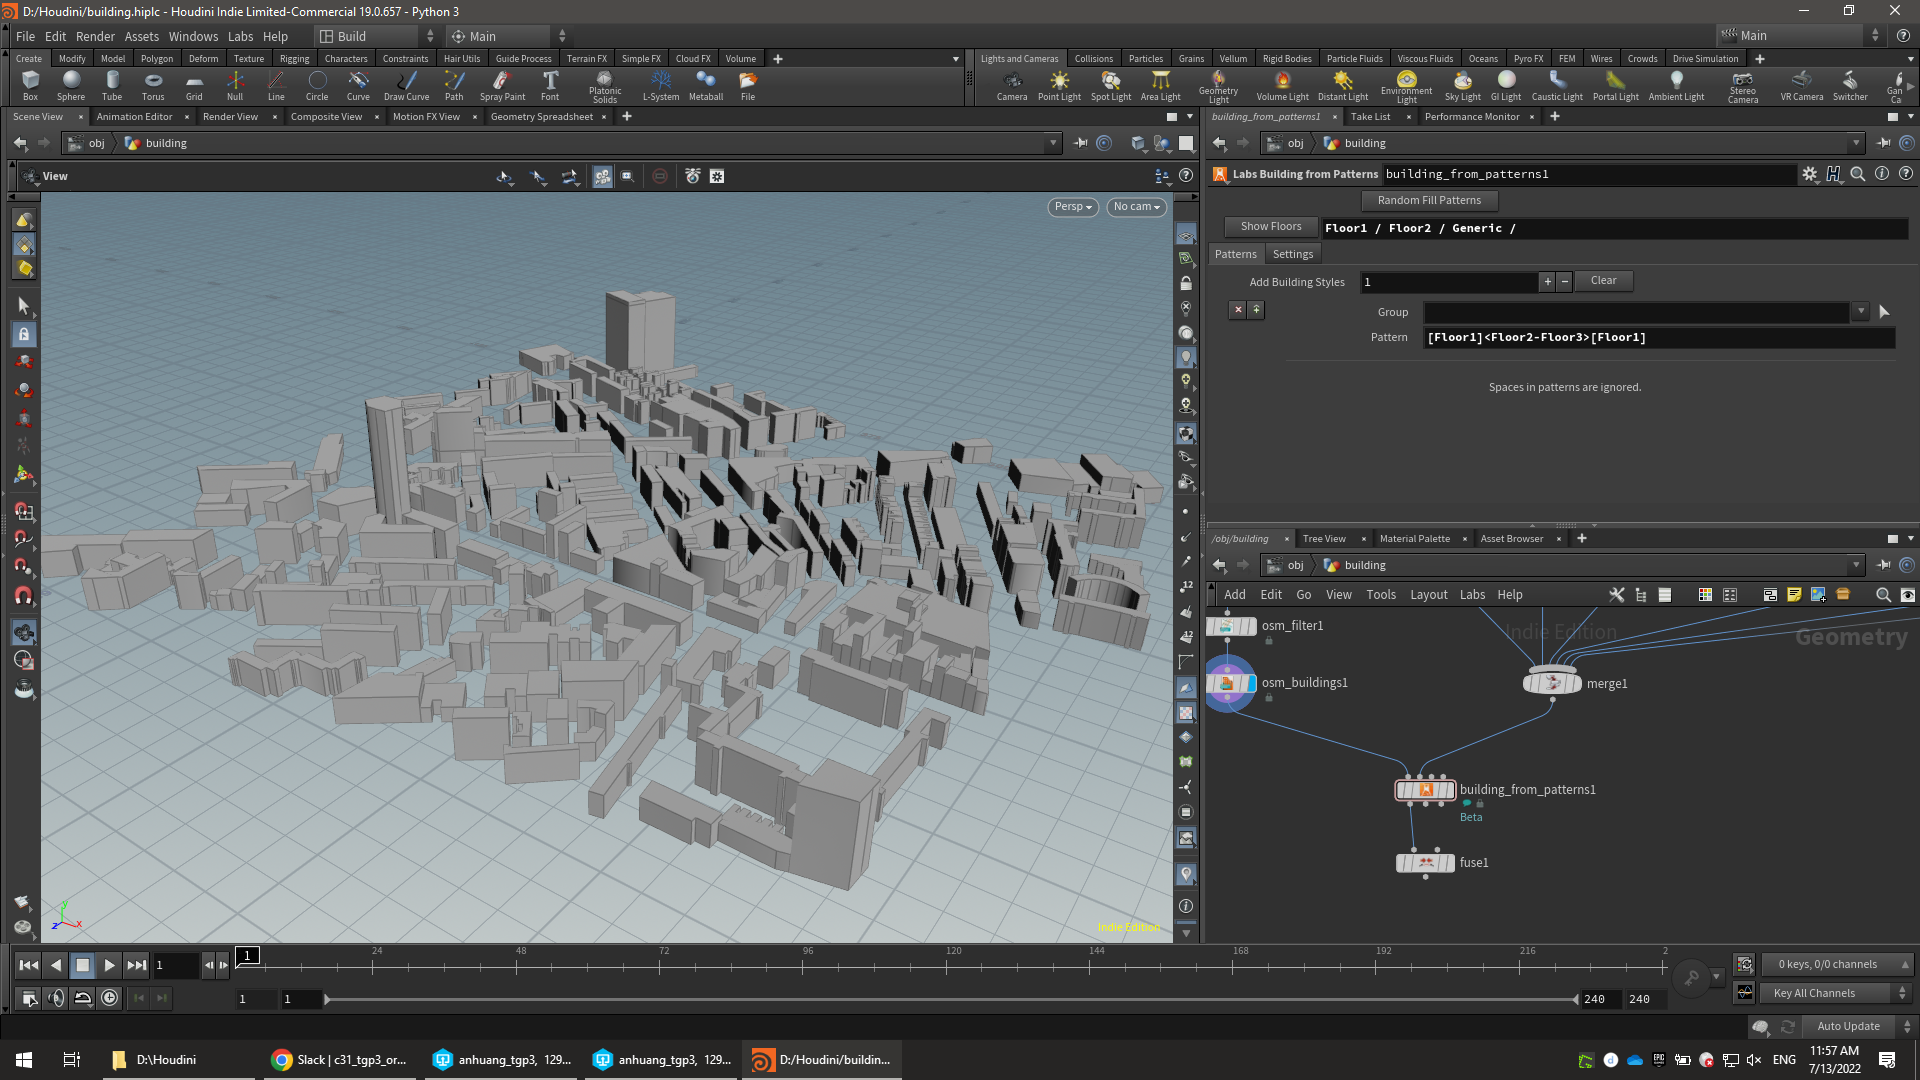 D:/Houdini/building.hiplc - Houdini Indie Limited-Commercial 19.0.657 - Python 3
File Edit Render Assets Windows Labs Help Build Main Main
Create Modify Model Polygon Deform Texture Rigging Characters Constraints Hair Utils Guide Process Terrain FX Simple FX Cloud FX Volume
Lights and Cameras Collisions Particles Grains Vellum Rigid Bodies Particle Fluids Viscous Fluids Oceans Pyro FX FEM Wires Crowds Drive Simulation
Box Sphere Tube Torus Grid Null Line Circle Curve Draw Curve Path Spray Paint Font Platonic Solids L-System Metaball File
Camera Point Light Spot Light Area Light Geometry Light Volume Light Distant Light Environment Light Sky Light GI Light Caustic Light Portal Light Ambient Light Stereo Camera VR Camera Switcher Gan Ca
Scene View Animation Editor Render View Composite View Motion FX View Geometry Spreadsheet
building_from_patterns1 Take List Performance Monitor
obj building
obj building
View
Labs Building from Patterns building_from_patterns1
Random Fill Patterns
Persp No cam
Show Floors Floor1 / Floor2 / Generic /
Patterns Settings
Add Building Styles 1 + - Clear
Group
Pattern [Floor1]<Floor2-Floor3>[Floor1]
Spaces in patterns are ignored.
/obj/building Tree View Material Palette Asset Browser
obj building
Add Edit Go View Tools Layout Labs Help
osm_filter1
Indie Edition
Geometry
osm_buildings1
merge1
building_from_patterns1
Beta
fuse1
12
12
y
z x
Indie Edition
1 1 24 48 72 96 120 144 168 192 216 2
0 keys, 0/0 channels
1 1 240 240
Key All Channels
Auto Update
D:\Houdini
Slack | c31_tgp3_or...
anhuang_tgp3, 129...
anhuang_tgp3, 129...
D:/Houdini/buildin...
ENG
11:57 AM
7/13/2022